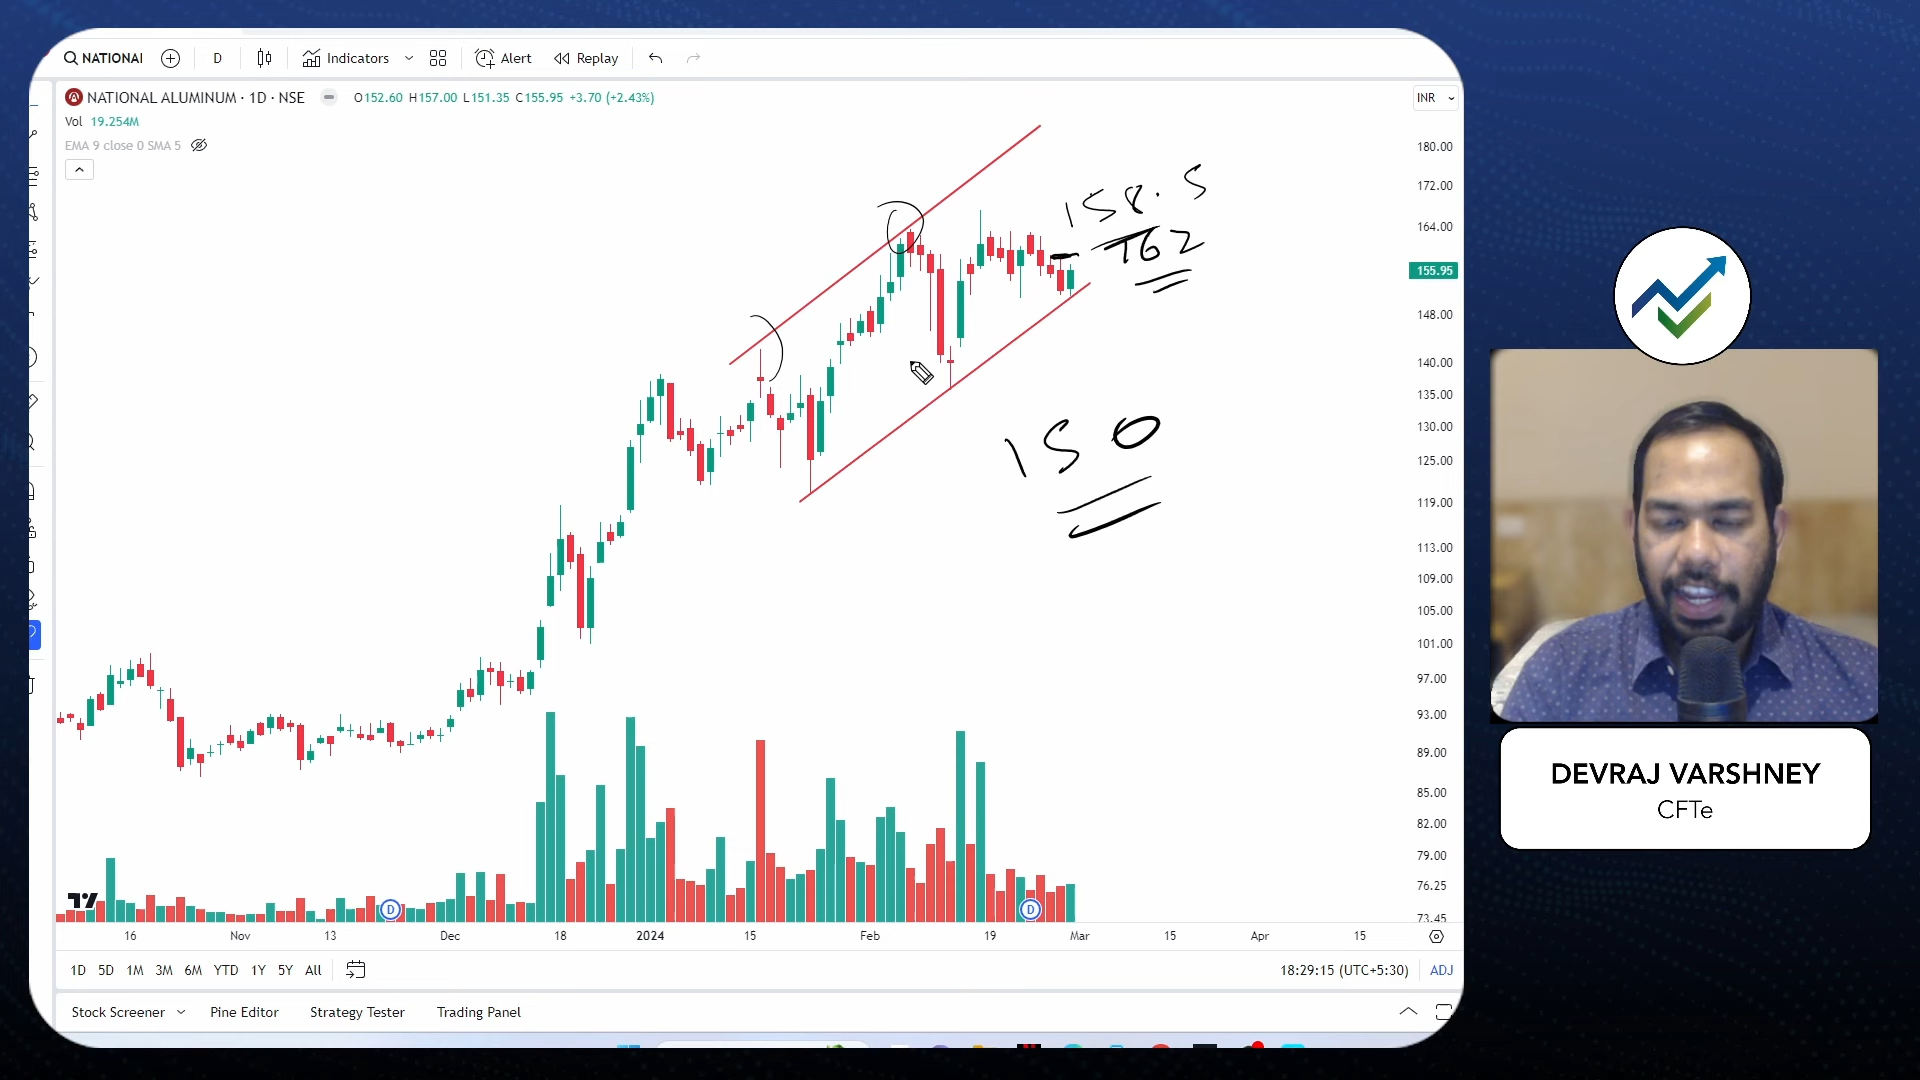 NATIONAL
D
Indicators
Alert
Replay
NATIONAL ALUMINUM · 1D · NSE
O152.60 H157.00 L151.35 C155.95 +3.70 (+2.43%)
INR
Vol 19.254M
EMA 9 close 0 SMA 5
180.00
172.00
164.00
155.95
148.00
140.00
135.00
130.00
125.00
119.00
113.00
109.00
105.00
101.00
97.00
93.00
89.00
85.00
82.00
79.00
76.25
73.45
158.5
162
150
D
D
16 Nov 13 Dec 18 2024 15 Feb 19 Mar 15 Apr 15
1D 5D 1M 3M 6M YTD 1Y 5Y All
18:29:15 (UTC+5:30) ADJ
Stock Screener Pine Editor Strategy Tester Trading Panel
DEVRAJ VARSHNEY
CFTe